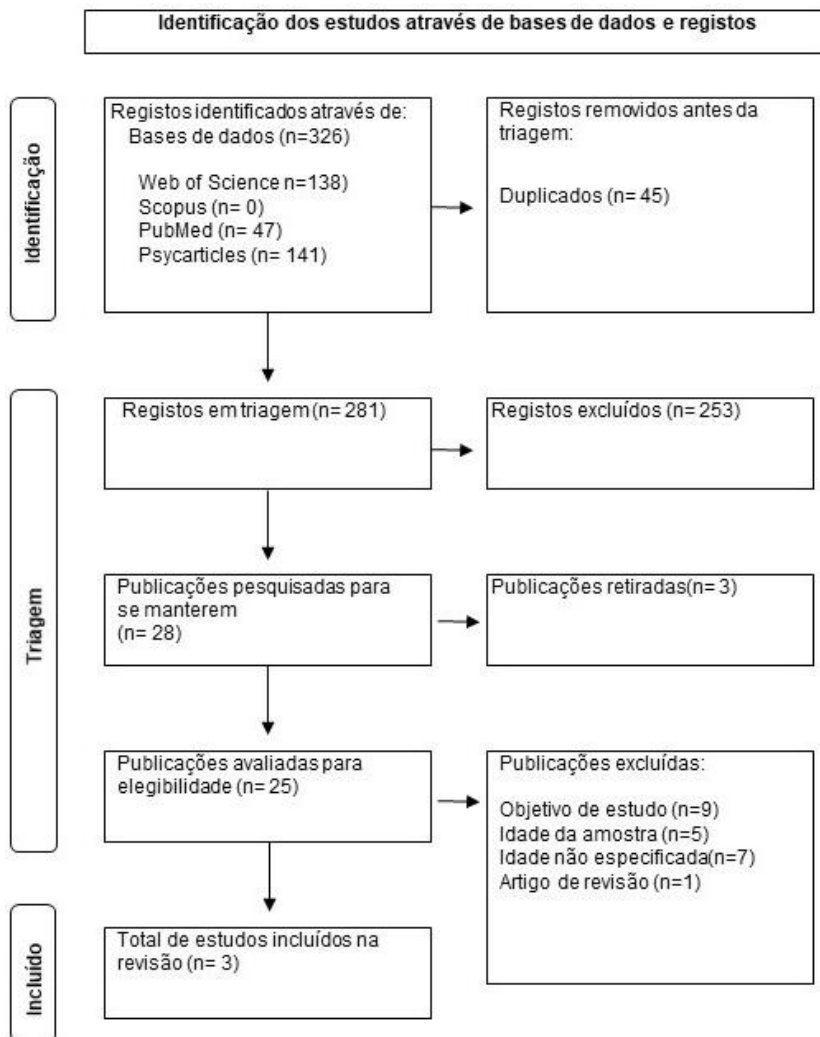 Identificação dos estudos através de bases de dados e registos
Identificação
Registos identificados através de:
Bases de dados (n=326)
Web of Science n=138)
Scopus (n= 0)
PubMed (n= 47)
Psycarticles (n= 141)
Registos removidos antes da
triagem:
Duplicados (n= 45)
Triagem
Registos em triagem (n= 281)
Registos excluídos (n= 253)
Publicações pesquisadas para
se manterem
(n= 28)
Publicações retiradas(n= 3)
Publicações avaliadas para
elegibilidade (n= 25)
Publicações excluídas:
Objetivo de estudo (n=9)
Idade da amostra (n=5)
Idade não especificada(n=7)
Artigo de revisão (n=1)
Incluído
Total de estudos incluídos na
revisão (n= 3)